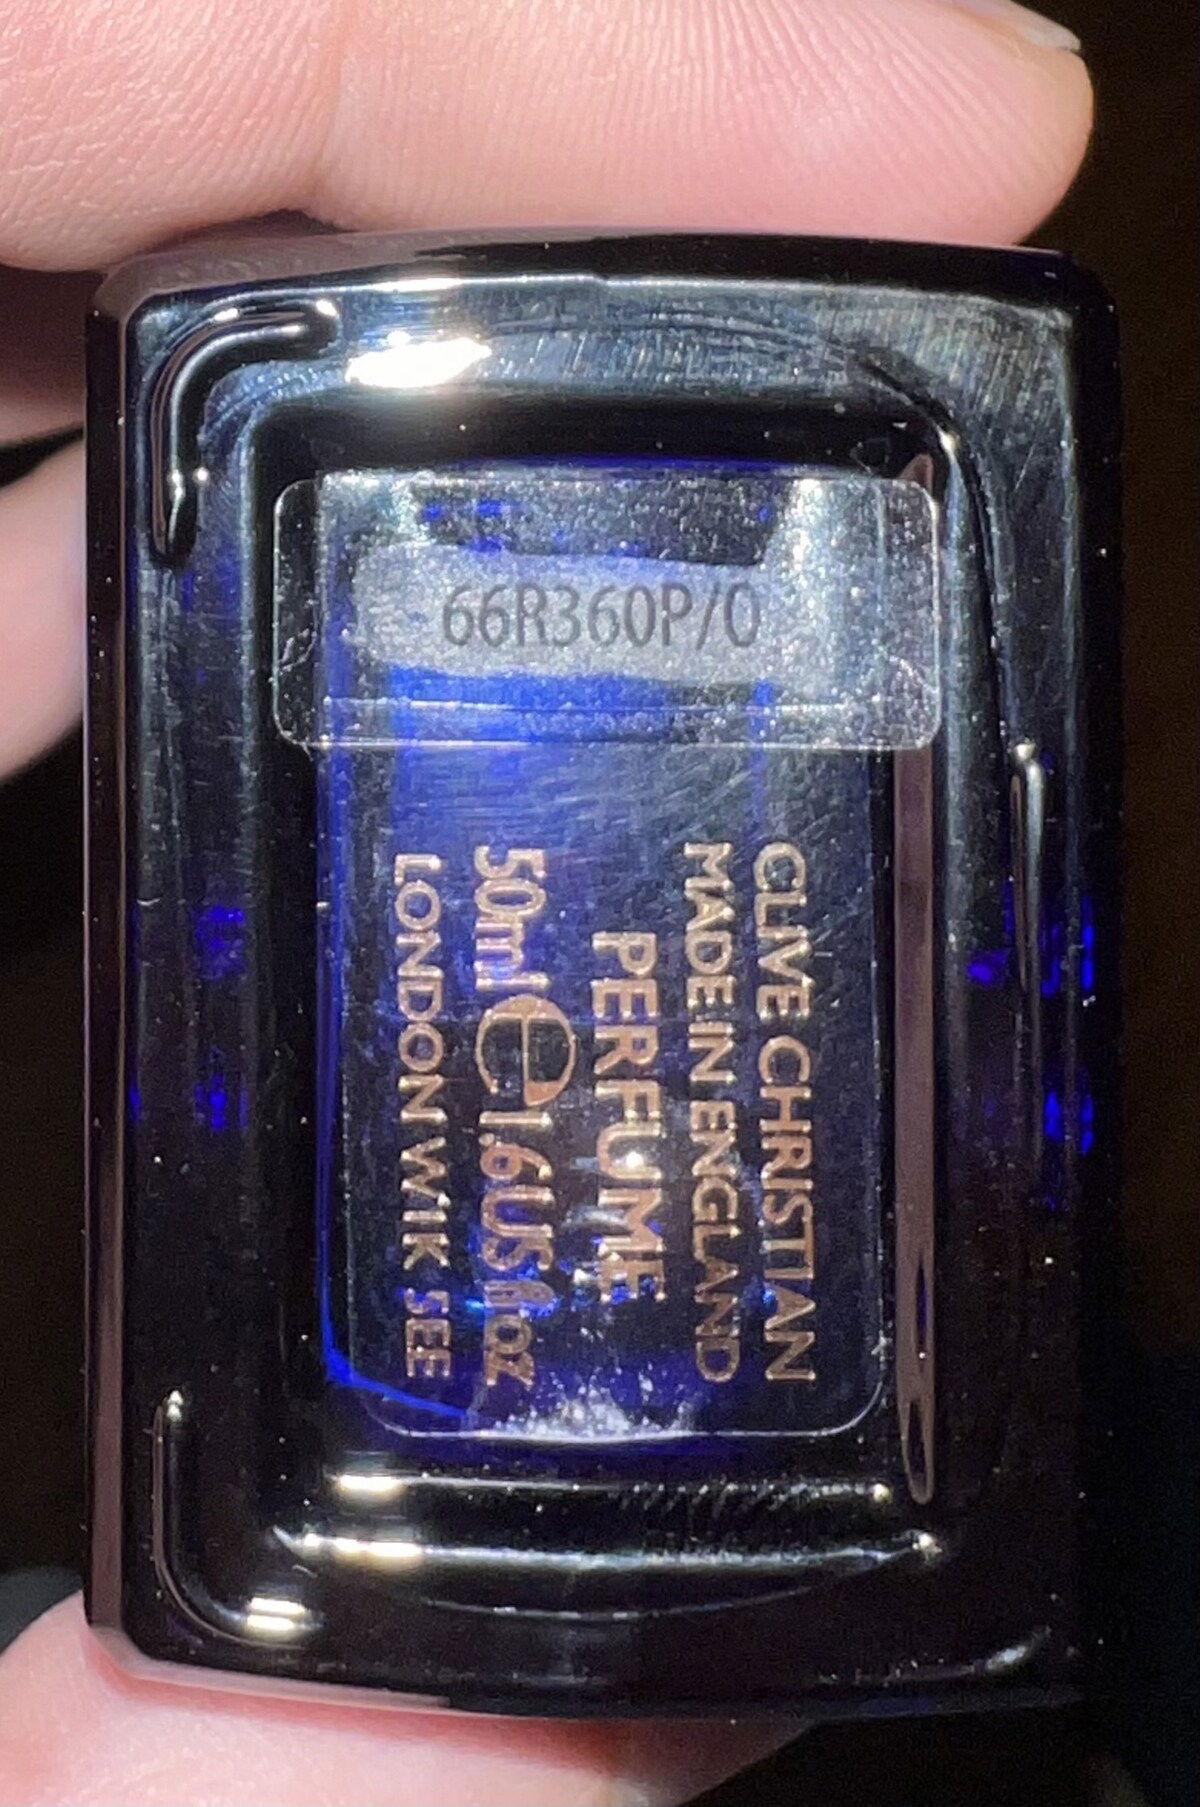 66R360P/0
CLIVE CHRISTIAN
MADE IN ENGLAND
PERFUME
50ml e 1.6US fl oz
LONDON W1K 5EE